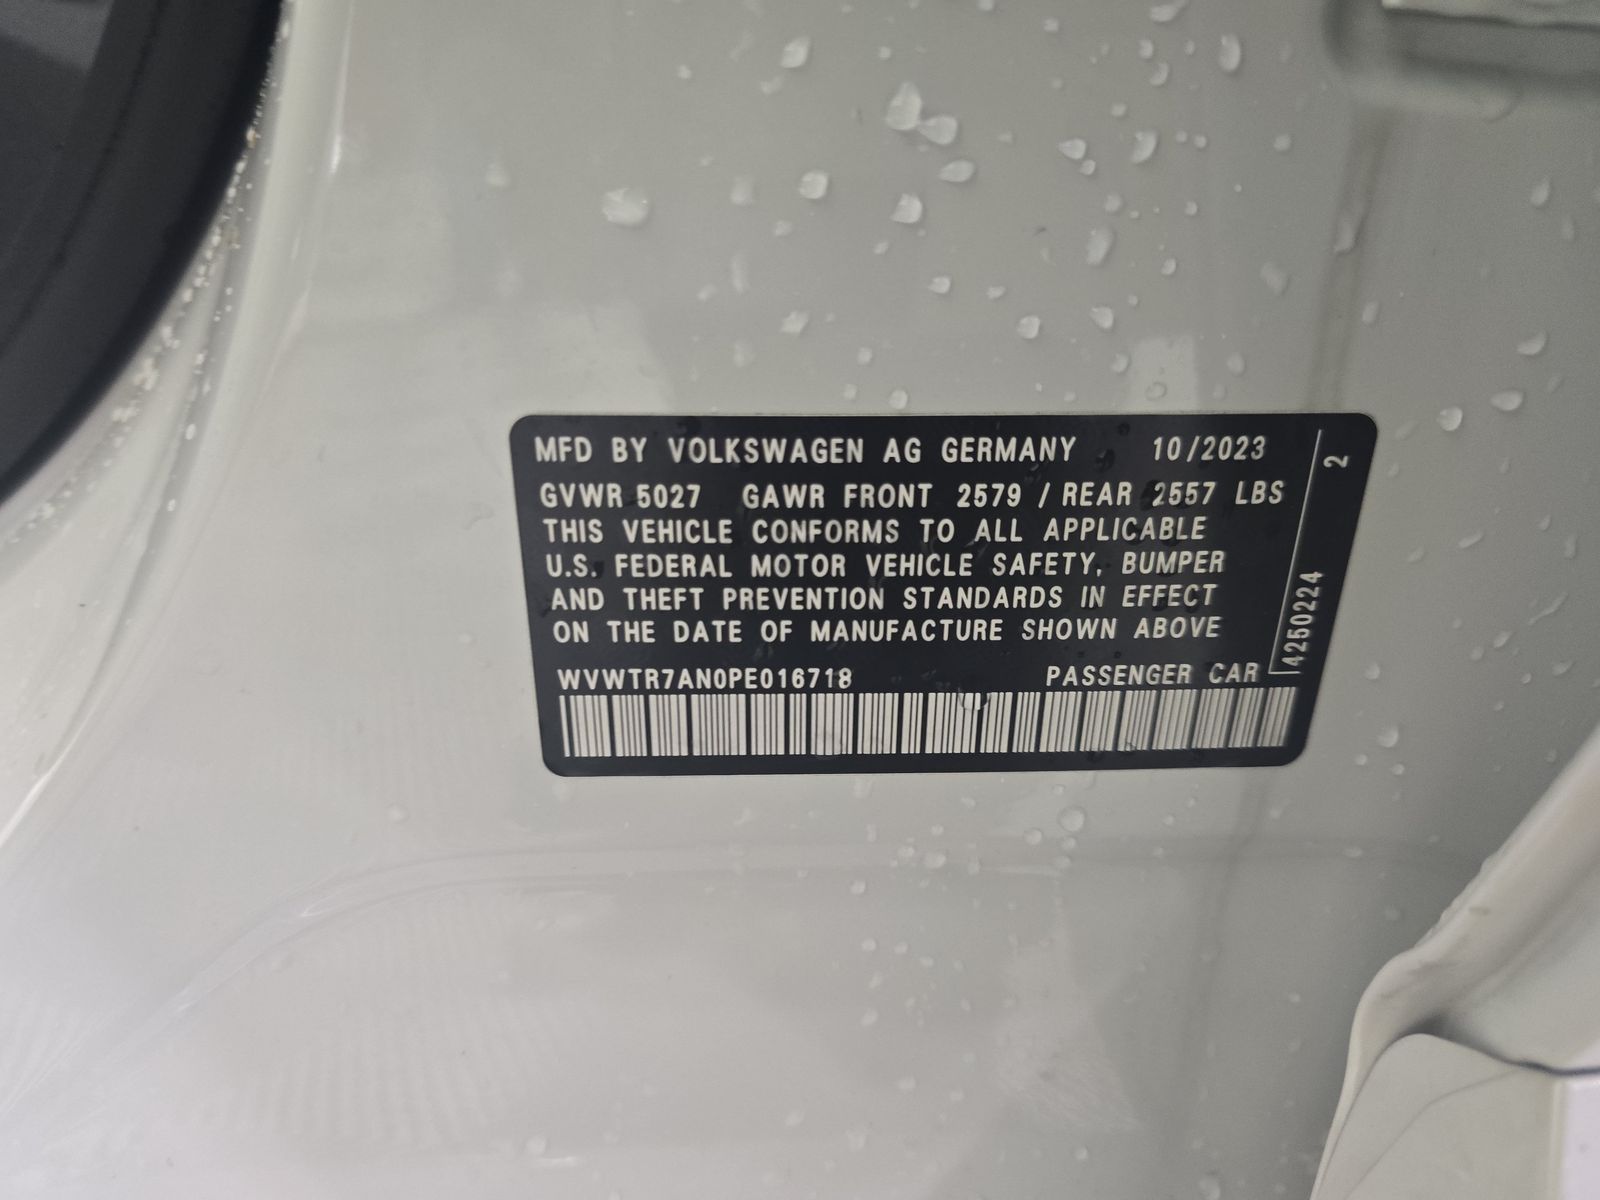 MFD BY VOLKSWAGEN AG GERMANY 10/2023
GVWR 5027 GAWR FRONT 2579 / REAR 2557 LBS
THIS VEHICLE CONFORMS TO ALL APPLICABLE
U.S. FEDERAL MOTOR VEHICLE SAFETY, BUMPER
AND THEFT PREVENTION STANDARDS IN EFFECT
ON THE DATE OF MANUFACTURE SHOWN ABOVE
WVWTR7AN0PE016718 PASSENGER CAR
4250224 2